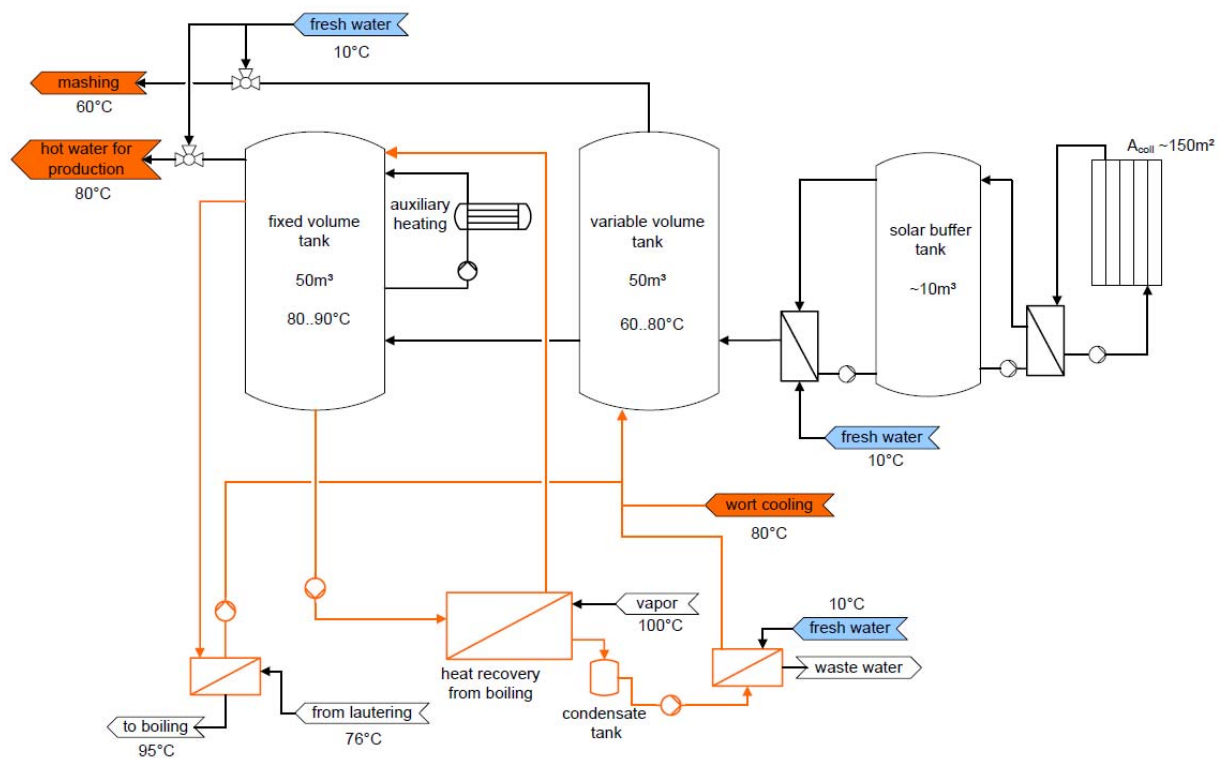 fresh water
10°C
mashing
60°C
hot water for
production
80°C
fixed volume
tank
50m³
80..90°C
auxiliary
heating
variable volume
tank
50m³
60..80°C
solar buffer
tank
~10m³
Acoll ~150m²
fresh water
10°C
wort cooling
80°C
vapor
100°C
heat recovery
from boiling
condensate
tank
10°C
fresh water
waste water
from lautering
76°C
to boiling
95°C